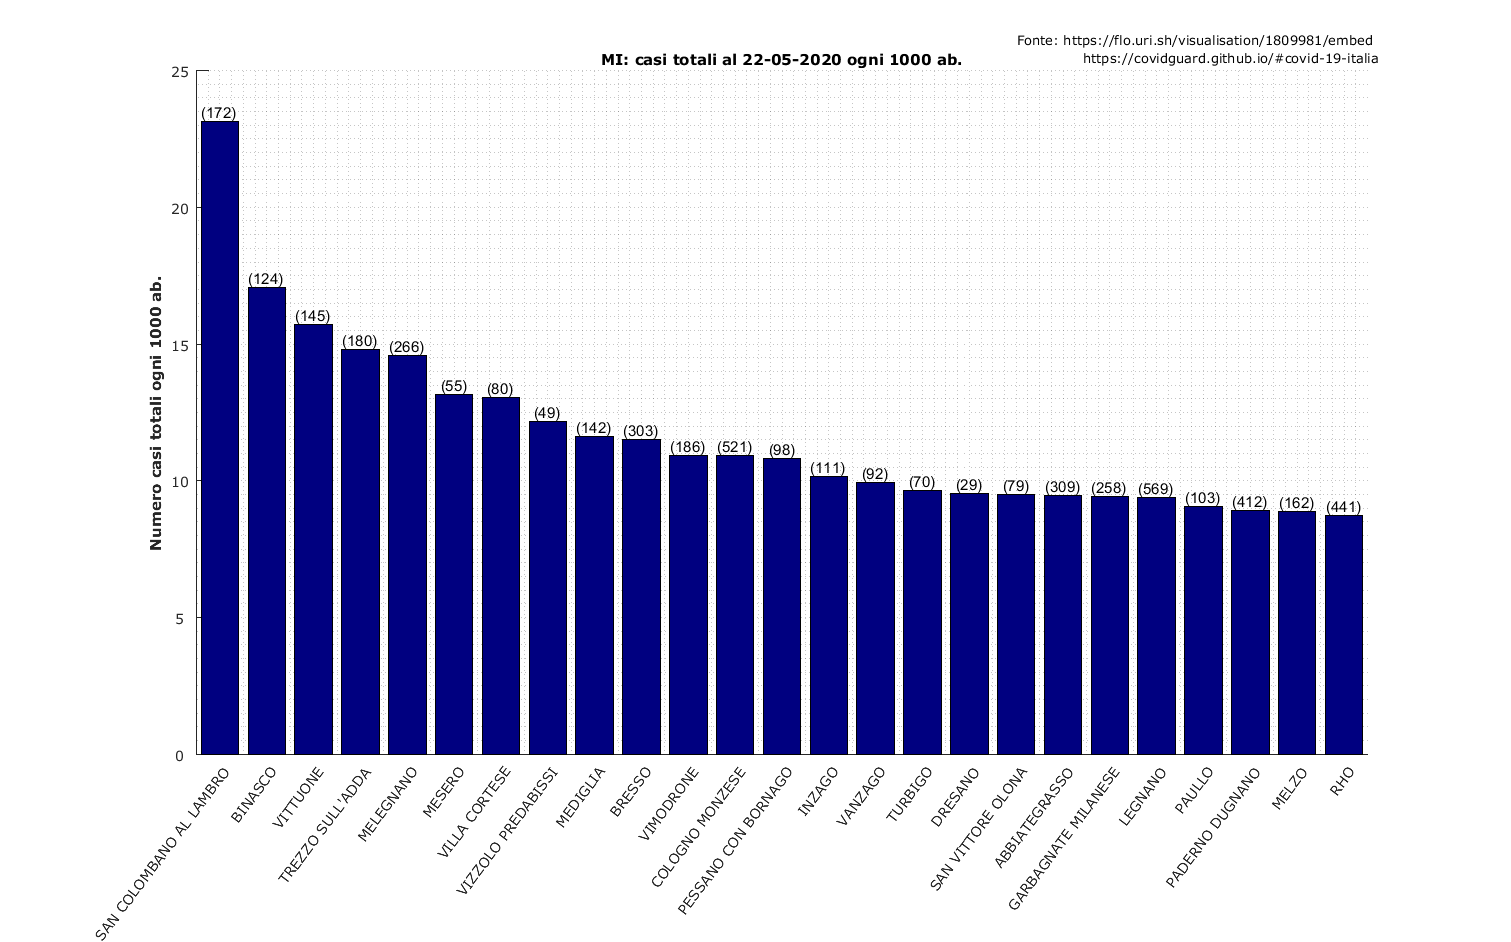 Fonte: https://flo.uri.sh/visualisation/1809981/embed
https://covidguard.github.io/#covid-19-italia
MI: casi totali al 22-05-2020 ogni 1000 ab.
Numero casi totali ogni 1000 ab.
25
20
15
10
5
0
(172)
(124)
(145)
(180)
(266)
(55)
(80)
(49)
(142)
(303)
(186)
(521)
(98)
(111)
(92)
(70)
(29)
(79)
(309)
(258)
(569)
(103)
(412)
(162)
(441)
SAN COLOMBANO AL LAMBRO
BINASCO
VITTUONE
TREZZO SULL'ADDA
MELEGNANO
MESERO
VILLA CORTESE
VIZZOLO PREDABISSI
MEDIGLIA
BRESSO
VIMODRONE
COLOGNO MONZESE
PESSANO CON BORNAGO
INZAGO
VANZAGO
TURBIGO
DRESANO
SAN VITTORE OLONA
ABBIATEGRASSO
GARBAGNATE MILANESE
LEGNANO
PAULLO
PADERNO DUGNANO
MELZO
RHO